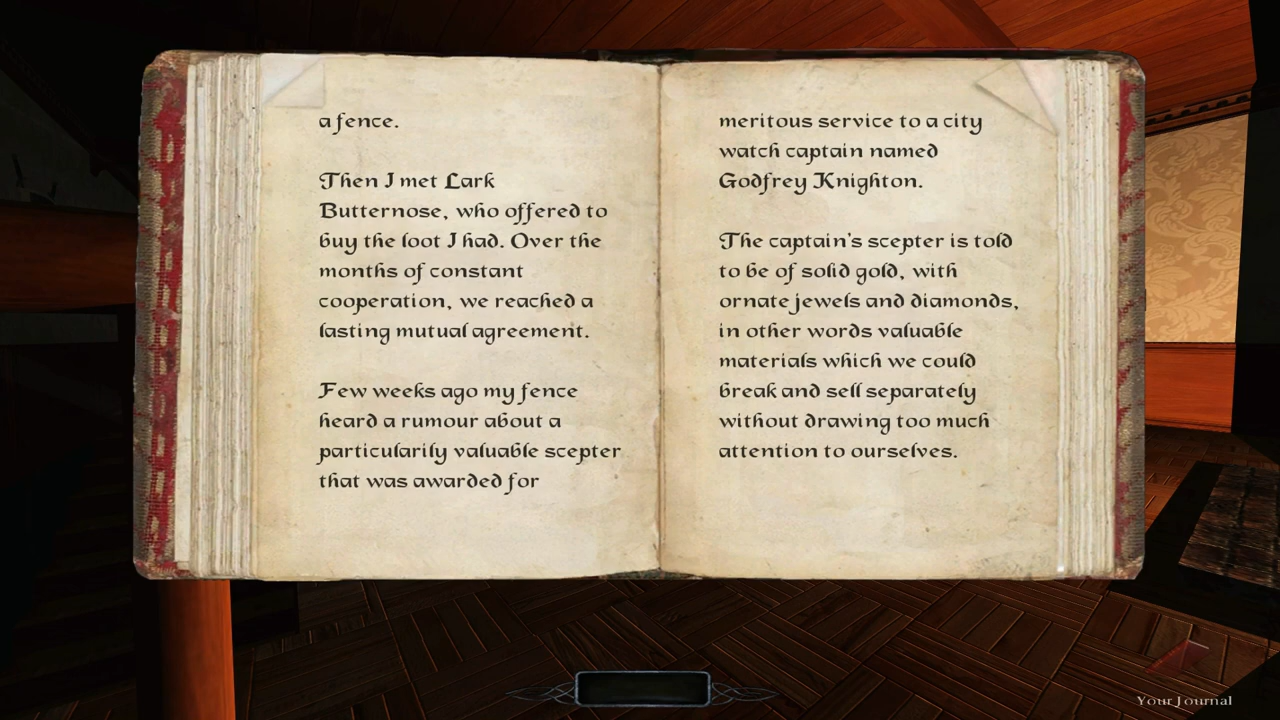 a fence.
Then I met Lark
Butternose, who offered to
buy the loot I had. Over the
months of constant
cooperation, we reached a
lasting mutual agreement.
Few weeks ago my fence
heard a rumour about a
particularily valuable scepter
that was awarded for
meritous service to a city
watch captain named
Godfrey Knighton.
The captain's scepter is told
to be of solid gold, with
ornate jewels and diamonds,
in other words valuable
materials which we could
break and sell separately
without drawing too much
attention to ourselves.
Your Journal